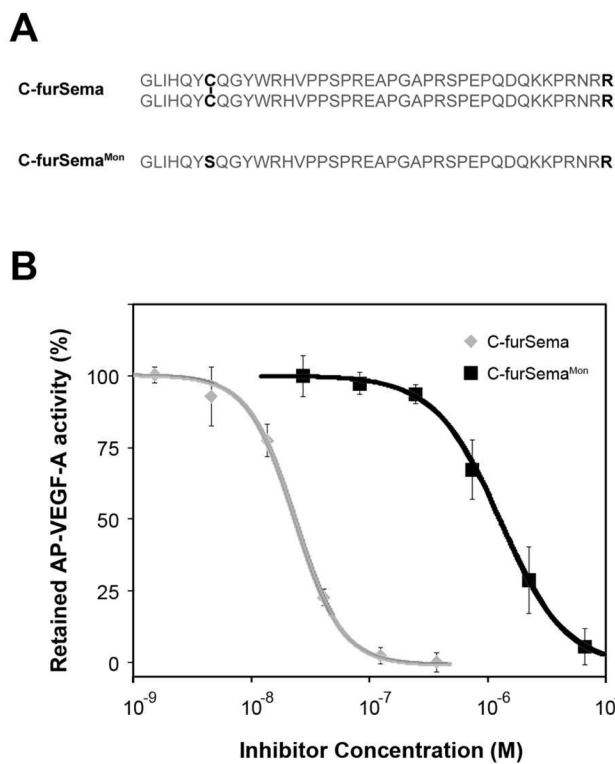 A
C-furSema
GLIHQYCQGYWRHVPPSPREAPGAPRSPEPQDQKKPRNRR
GLIHQYCQGYWRHVPPSPREAPGAPRSPEPQDQKKPRNRR
C-furSemaMon GLIHQYSQGYWRHVPPSPREAPGAPRSPEPQDQKKPRNRR
B
Retained AP-VEGF-A activity (%)
C-furSema
C-furSemaMon
100
75
50
25
0
10-9 10-8 10-7 10-6 10
Inhibitor Concentration (M)